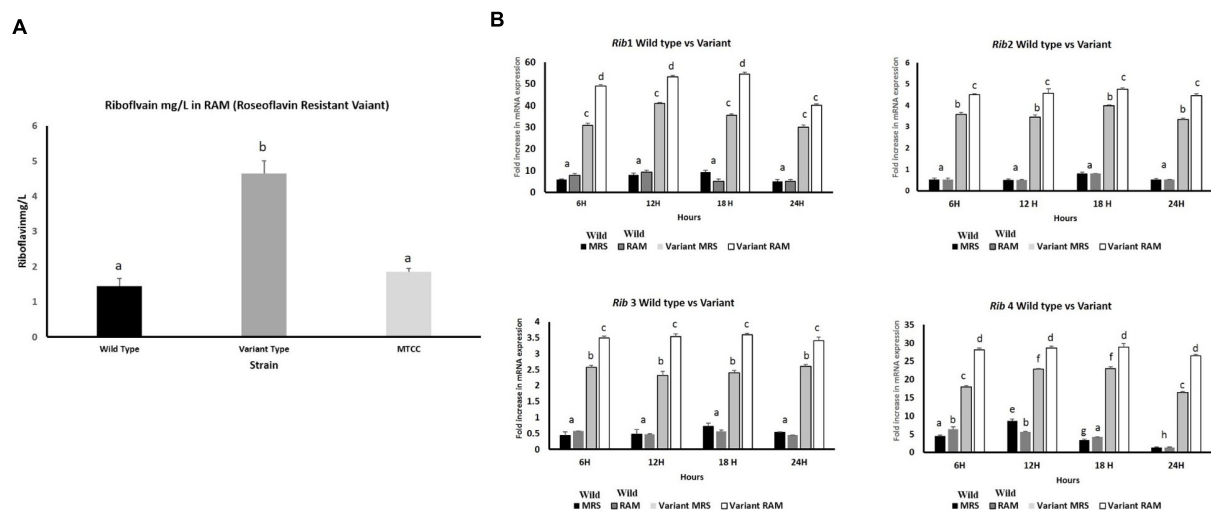 A
Riboflvain mg/L in RAM (Roseoflavin Resistant Vaiant)
Riboflavinmg/L
6
5
4
3
2
1
0
a
b
a
Wild Type
Variant Type
MTCC
Strain
B
Rib1 Wild type vs Variant
Fold increase in mRNA expression
60
50
40
30
20
10
0
a c d
a c d
a c d
a c c
6H 12H 18 H 24H
Hours
Wild Wild
MRS RAM Variant MRS Variant RAM
Rib2 Wild type vs Variant
Fold increase in mRNA expression
6
5
4
3
2
1
0
a b c
a b c
a b c
a b c
6H 12 H 18 H 24H
Hours
Wild Wild
MRS RAM Variant MRS Variant RAM
Rib 3 Wild type vs Variant
Fold increase in mRNA expression
4
3.5
3
2.5
2
1.5
1
0.5
0
a b c
a b c
a b c
a b c
6H 12H 18 H 24H
Hours
Wild Wild
MRS RAM Variant MRS Variant RAM
Rib 4 Wild type vs Variant
Fold increase in mRNA expression
35
25
20
15
10
5
0
a b c d
e b f d
g a f d
h c d
6H 12H 18 H 24H
Hours
Wild Wild
MRS RAM Variant MRS Variant RAM